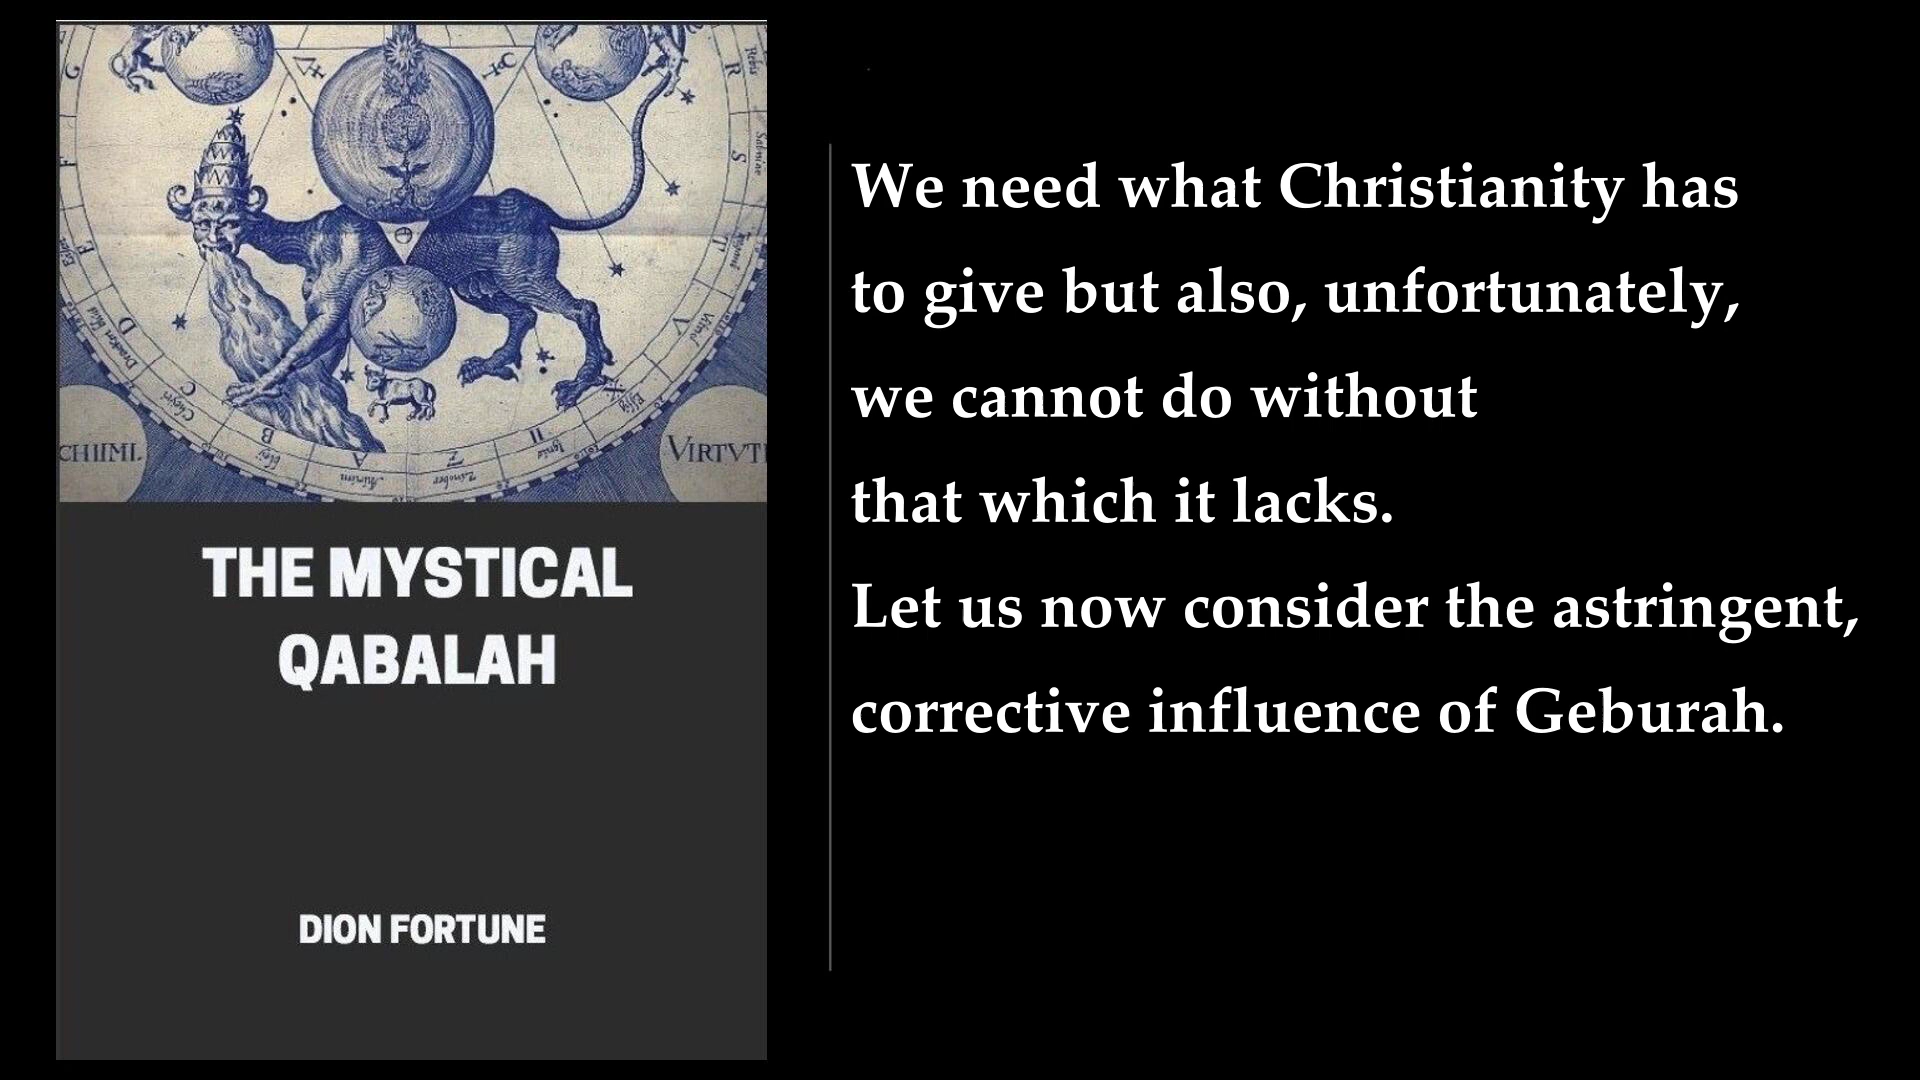 CHIIMI.
VIRTVTI
THE MYSTICAL
QABALAH
DION FORTUNE
We need what Christianity has
to give but also, unfortunately,
we cannot do without
that which it lacks.
Let us now consider the astringent,
corrective influence of Geburah.